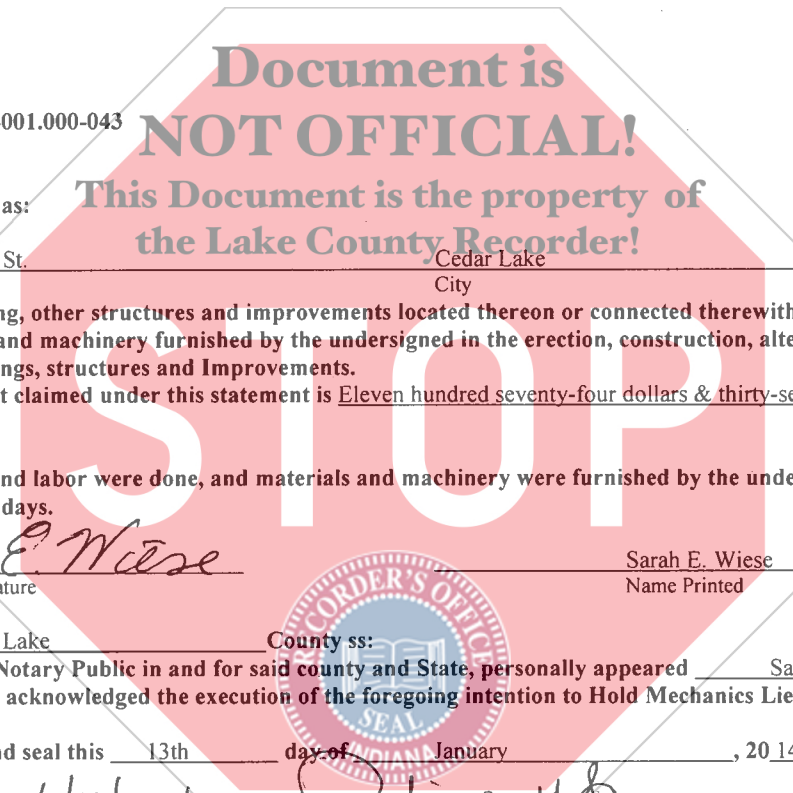 Document is
001.000-043
NOT OFFICIAL!
as: This Document is the property of
the Lake County Recorder!
St. Cedar Lake
City
ng, other structures and improvements located thereon or connected therewith
and machinery furnished by the undersigned in the erection, construction, alte
ngs, structures and Improvements.
t claimed under this statement is Eleven hundred seventy-four dollars & thirty-se
STOP
nd labor were done, and materials and machinery were furnished by the unde
days.
E. Wiese Sarah E. Wiese
ature Name Printed
RECORDER'S OFFICE
Lake County ss:
Notary Public in and for said county and State, personally appeared Sa
acknowledged the execution of the foregoing intention to Hold Mechanics Lie
SEAL
nd seal this 13th day of January , 20 14
INDIANA